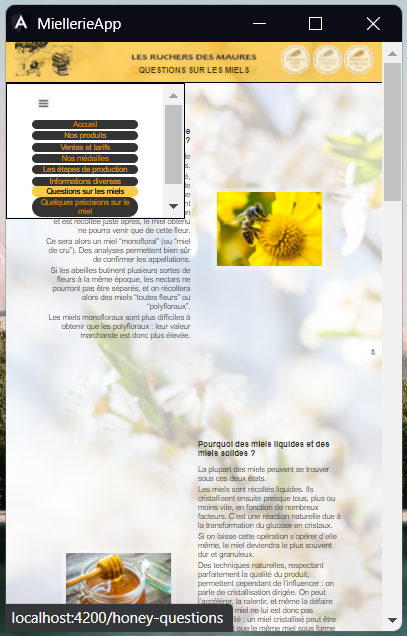 MiellerieApp
LES RUCHERS DES MAURES
QUESTIONS SUR LES MIELS
Accueil
Nos produits
Ventes et tarifs
Nos médailles
Les étapes de production
Informations diverses
Questions sur les miels
Quelques précisions sur le
miel
et est récoltée juste après, le miel obtenu
ne pourra venir que de cette fleur.
Ce sera alors un miel “monofloral” (ou “miel
de cru”). Des analyses permettent bien sûr
de confirmer les appellations.
Si les abeilles butinent plusieurs sortes de
fleurs à la même époque, les nectars ne
pourront pas être séparés, et on récoltera
alors des miels “toutes fleurs” ou
“polyfloraux”.
Les miels monofloraux sont plus difficiles à
obtenir que les polyfloraux : leur valeur
marchande est donc plus élevée.
Pourquoi des miels liquides et des
miels solides ?
La plupart des miels peuvent se trouver
sous ces deux états.
Les miels sont récoltés liquides. Ils
cristallisent ensuite presque tous, plus ou
moins vite, en fonction de nombreux
facteurs. C'est une réaction naturelle due à
la transformation du glucose en cristaux.
Si on laisse cette opération s'opérer d'elle
même, le miel deviendra le plus souvent
dur et granuleux.
Des techniques naturelles, respectant
parfaitement la qualité du produit,
permettent cependant de l'influencer : on
parle de cristallisation dirigée. On peut
l'accélérer, la ralentir, et même la défaire
miel ne lui est donc pas
: un miel cristallisé peut être
que le même miel sous forme
localhost:4200/honey-questions